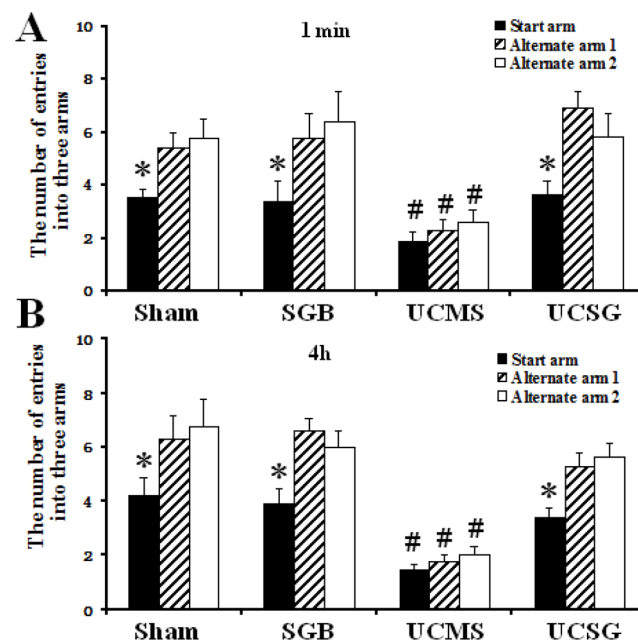 A
1 min
Start arm
Alternate arm 1
Alternate arm 2
The number of entries
into three arms
10
8
6
4
2
0
* * # # # *
Sham SGB UCMS UCSG
B
4h
Start arm
Alternate arm 1
Alternate arm 2
The number of entries
into three arms
10
8
6
4
2
0
* * # # # *
Sham SGB UCMS UCSG